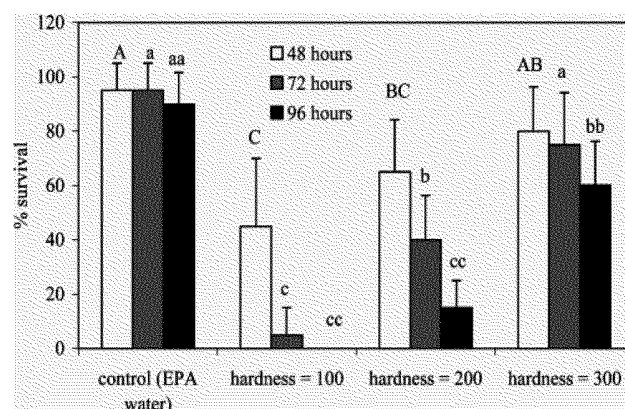 120
100
80
60
40
20
0
% survival
48 hours
72 hours
96 hours
A a aa
C
c
cc
BC
b
cc
AB
a
bb
control (EPA
water)
hardness = 100
hardness = 200
hardness = 300